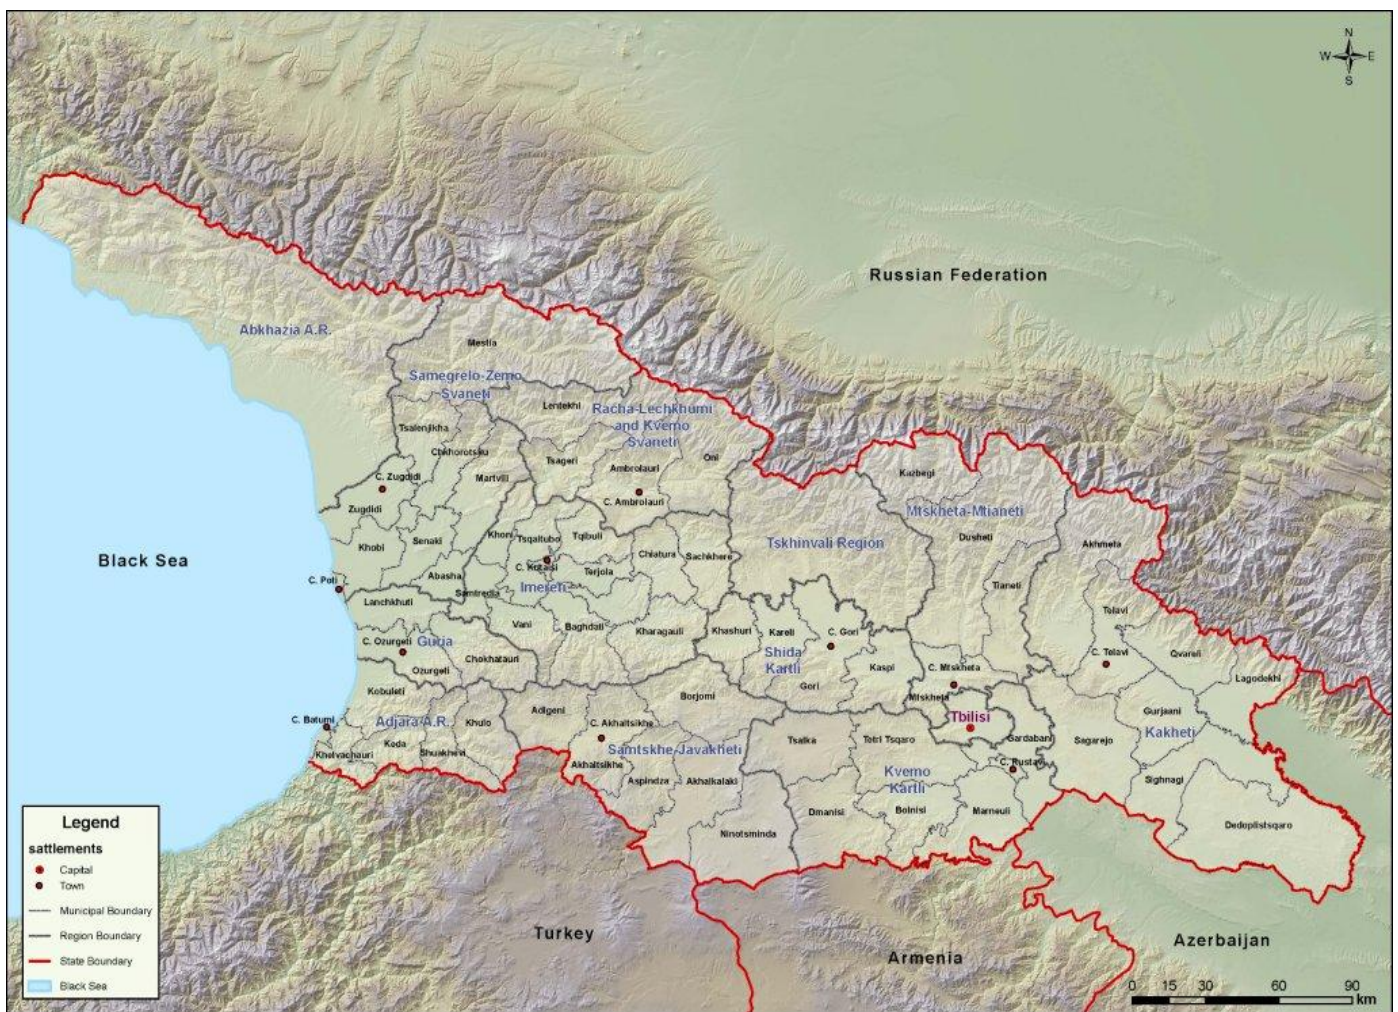 N
W E
S
Russian Federation
Abkhazia A.R.
Mestia
Samegrelo-Zemo
Svaneti
Lentekhi
Racha-Lechkhumi
and Kvemo
Svaneti
Tsalenjikha
Chkhorotsku
Tsageri
Ambrolauri
Oni
Martvili
C. Zugdidi
C. Ambrolauri
Zugdidi
Kazbegi
Mtskheta-Mtianeti
Tskhinvali Region
Dusheti
Akhmeta
Khobi
Senaki
Khoni
Tsqaltubo
Tqibuli
Chiatura
Sachkhere
Black Sea
C. Poti
Abasha
C. Kutaisi
Terjola
Imereti
Samtredia
Tianeti
Lanchkhuti
Vani
Baghdati
Kharagauli
Khashuri
Kareli
C. Gori
Telavi
C. Ozurgeti
Guria
Chokhatauri
Ozurgeti
Shida
Kartli
Gori
Kaspi
C. Mtskheta
C. Telavi
Qvareli
Lagodekhi
Kobuleti
Borjomi
Mtskheta
Adigeni
C. Batumi
Adjara A.R.
Khulo
C. Akhaltsikhe
Tbilisi
Gurjaani
Kakheti
Khelvachauri
Keda
Shuakhevi
Akhaltsikhe
Samtskhe-Javakheti
Tsalka
Tetri Tsqaro
Gardabani
Sagarejo
C. Rustavi
Aspindza
Akhalkalaki
Kvemo
Kartli
Sighnagi
Dmanisi
Bolnisi
Marneuli
Ninotsminda
Dedoplistsqaro
Turkey
Armenia
Azerbaijan
Legend
sattlements
Capital
Town
Municipal Boundary
Region Boundary
State Boundary
Black Sea
0 15 30 60 90
km